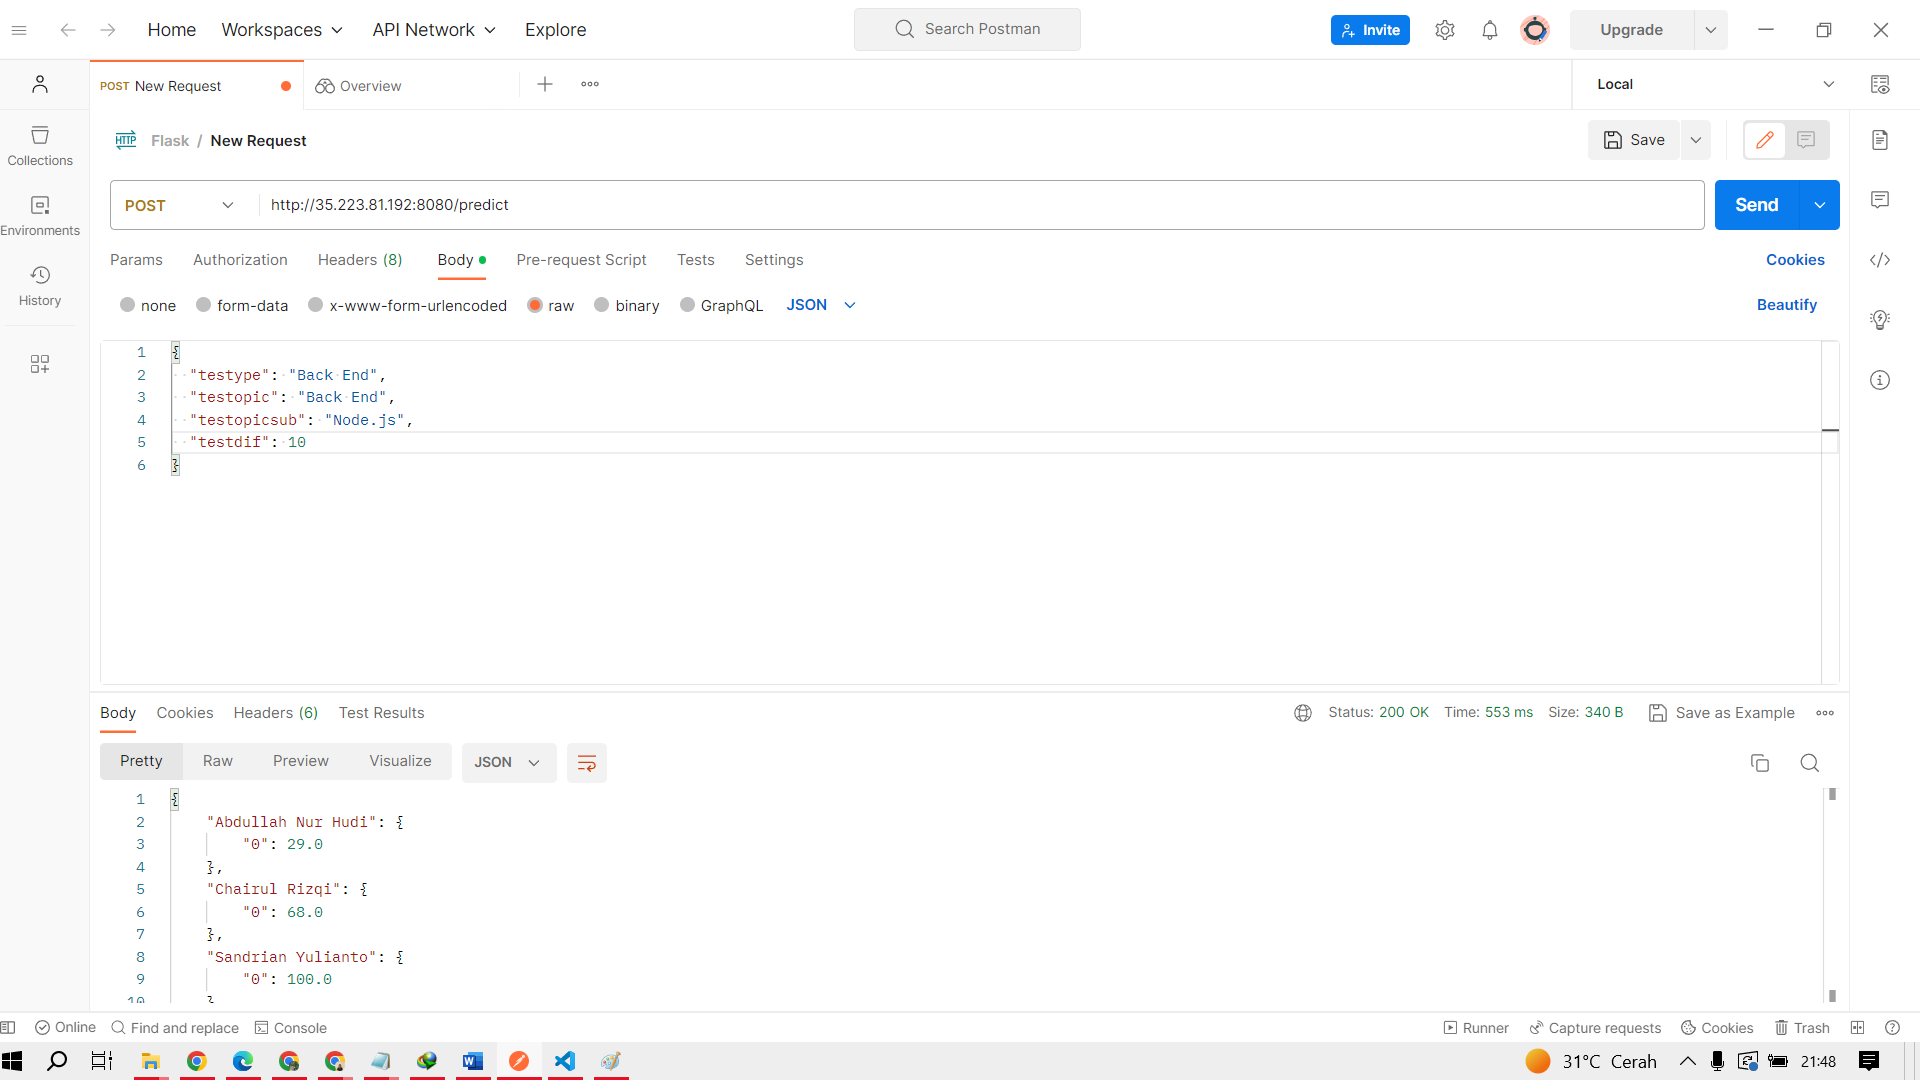 Home Workspaces API Network Explore Search Postman Invite Upgrade
POST New Request Overview Local
HTTP Flask / New Request Save
Collections
POST http://35.223.81.192:8080/predict Send
Environments
Params Authorization Headers (8) Body Pre-request Script Tests Settings Cookies
History
none form-data x-www-form-urlencoded raw binary GraphQL JSON Beautify
1 {
2 "testype": "Back End",
3 "testopic": "Back End",
4 "testopicsub": "Node.js",
5 "testdif": 10
6 }
Body Cookies Headers (6) Test Results Status: 200 OK Time: 553 ms Size: 340 B Save as Example
Pretty Raw Preview Visualize JSON
1 {
2 "Abdullah Nur Hudi": {
3 "0": 29.0
4 },
5 "Chairul Rizqi": {
6 "0": 68.0
7 },
8 "Sandrian Yulianto": {
9 "0": 100.0
10 }
Online Find and replace Console Runner Capture requests Cookies Trash
31°C Cerah 21:48